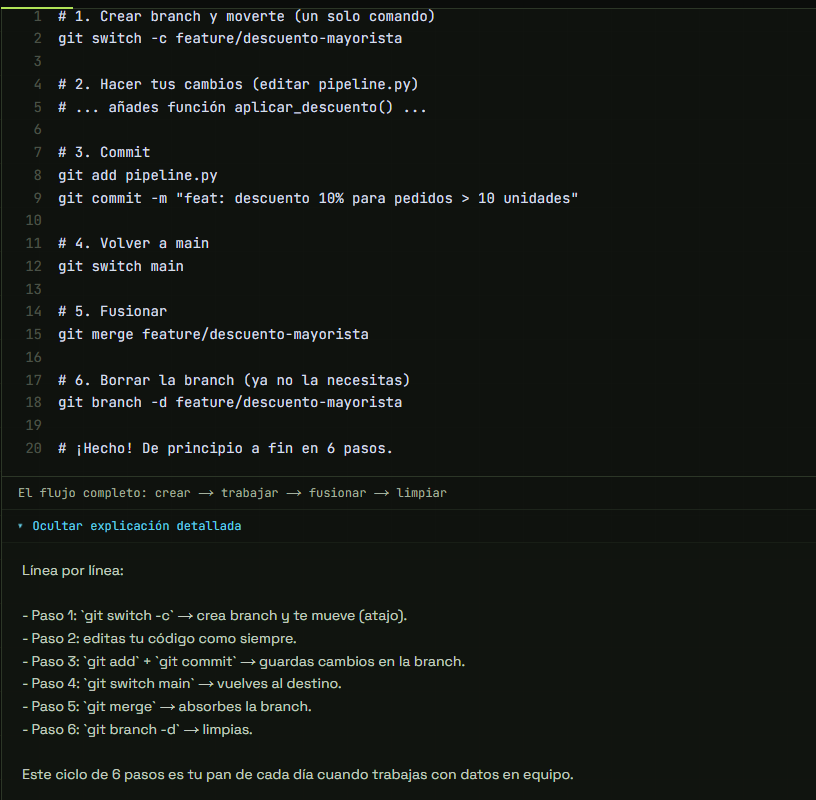 1 # 1. Crear branch y moverte (un solo comando)
2 git switch -c feature/descuento-mayorista
3
4 # 2. Hacer tus cambios (editar pipeline.py)
5 # ... añades función aplicar_descuento() ...
6
7 # 3. Commit
8 git add pipeline.py
9 git commit -m "feat: descuento 10% para pedidos > 10 unidades"
10
11 # 4. Volver a main
12 git switch main
13
14 # 5. Fusionar
15 git merge feature/descuento-mayorista
16
17 # 6. Borrar la branch (ya no la necesitas)
18 git branch -d feature/descuento-mayorista
19
20 # ¡Hecho! De principio a fin en 6 pasos.
El flujo completo: crear → trabajar → fusionar → limpiar
▾ Ocultar explicación detallada
Línea por línea:
- Paso 1: `git switch -c` → crea branch y te mueve (atajo).
- Paso 2: editas tu código como siempre.
- Paso 3: `git add` + `git commit` → guardas cambios en la branch.
- Paso 4: `git switch main` → vuelves al destino.
- Paso 5: `git merge` → absorbes la branch.
- Paso 6: `git branch -d` → limpias.
Este ciclo de 6 pasos es tu pan de cada día cuando trabajas con datos en equipo.